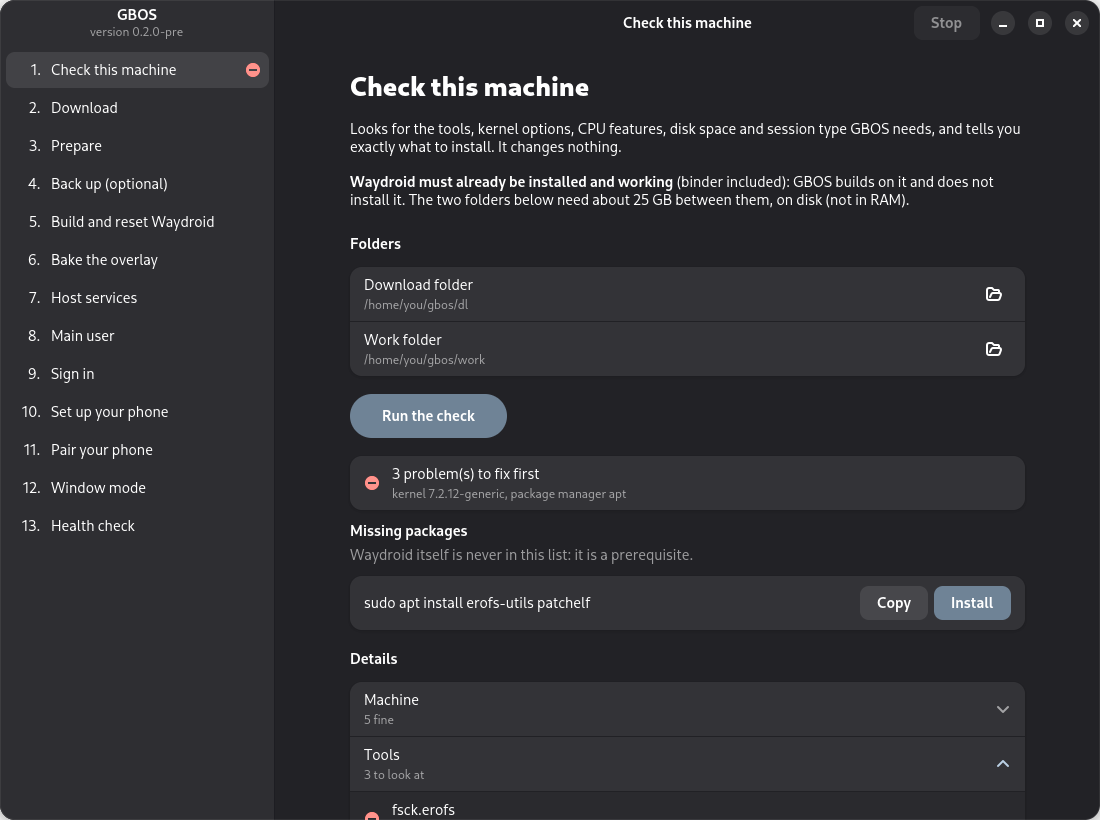 GBOS
version 0.2.0-pre
Check this machine
Stop
1. Check this machine
2. Download
3. Prepare
4. Back up (optional)
5. Build and reset Waydroid
6. Bake the overlay
7. Host services
8. Main user
9. Sign in
10. Set up your phone
11. Pair your phone
12. Window mode
13. Health check
Check this machine
Looks for the tools, kernel options, CPU features, disk space and session type GBOS needs, and tells you
exactly what to install. It changes nothing.
Waydroid must already be installed and working (binder included): GBOS builds on it and does not
install it. The two folders below need about 25 GB between them, on disk (not in RAM).
Folders
Download folder
/home/you/gbos/dl
Work folder
/home/you/gbos/work
Run the check
3 problem(s) to fix first
kernel 7.2.12-generic, package manager apt
Missing packages
Waydroid itself is never in this list: it is a prerequisite.
sudo apt install erofs-utils patchelf
Copy
Install
Details
Machine
5 fine
Tools
3 to look at
fsck.erofs